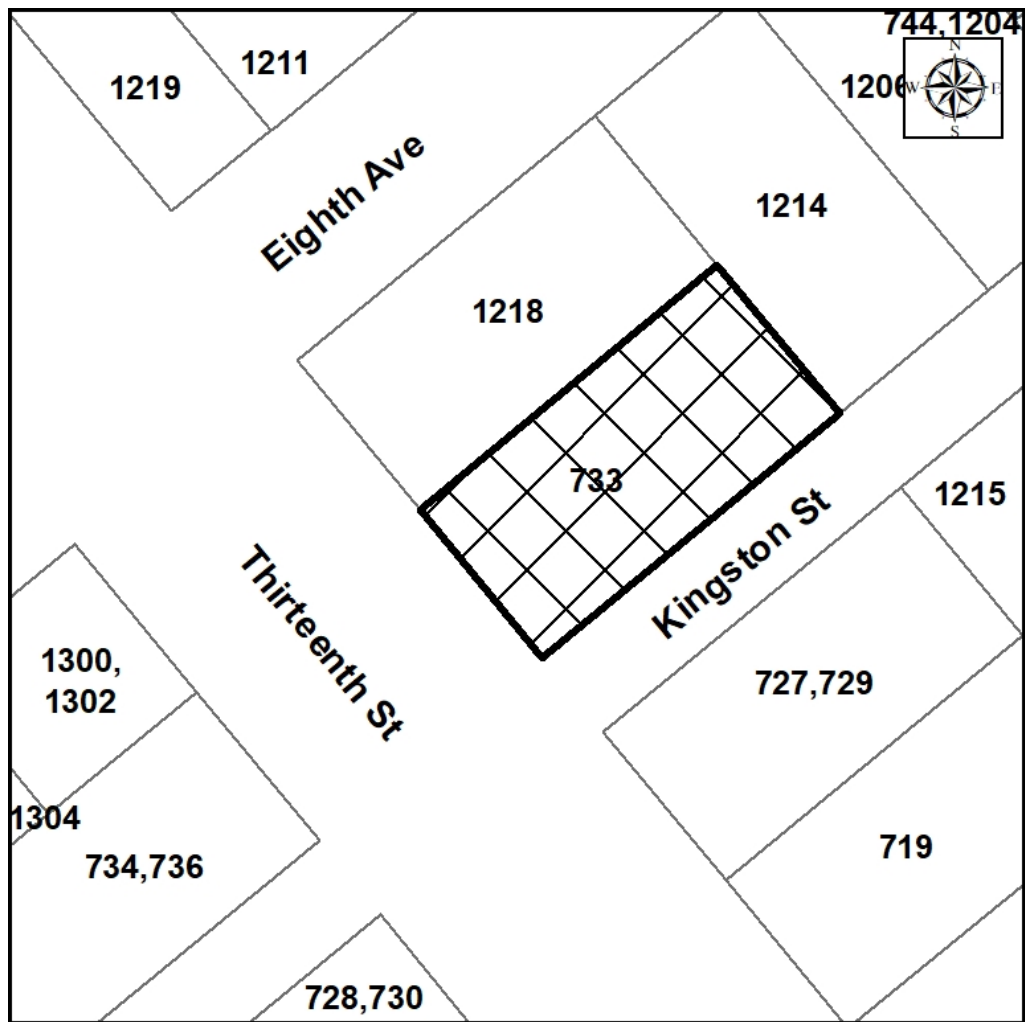 744,1204
N
1211
1219
1206
W
E
S
Eighth Ave
1214
1218
733
1215
Kingston St
Thirteenth St
1300,
1302
727,729
1304
719
734,736
728,730